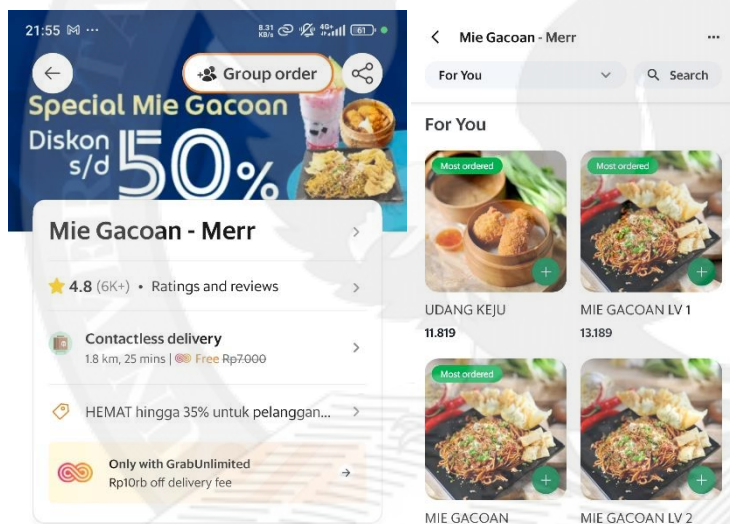 21:55
8.31 KB/s 4G+ 61
Group order
Special Mie Gacoan
Diskon
s/d 50%
Mie Gacoan - Merr
4.8 (6K+) • Ratings and reviews
Contactless delivery
1.8 km, 25 mins | Free Rp7.000
HEMAT hingga 35% untuk pelanggan...
Only with GrabUnlimited
Rp10rb off delivery fee
Mie Gacoan - Merr
For You
Search
For You
Most ordered
Most ordered
UDANG KEJU
MIE GACOAN LV 1
11.819
13.189
Most ordered
MIE GACOAN
MIE GACOAN LV 2